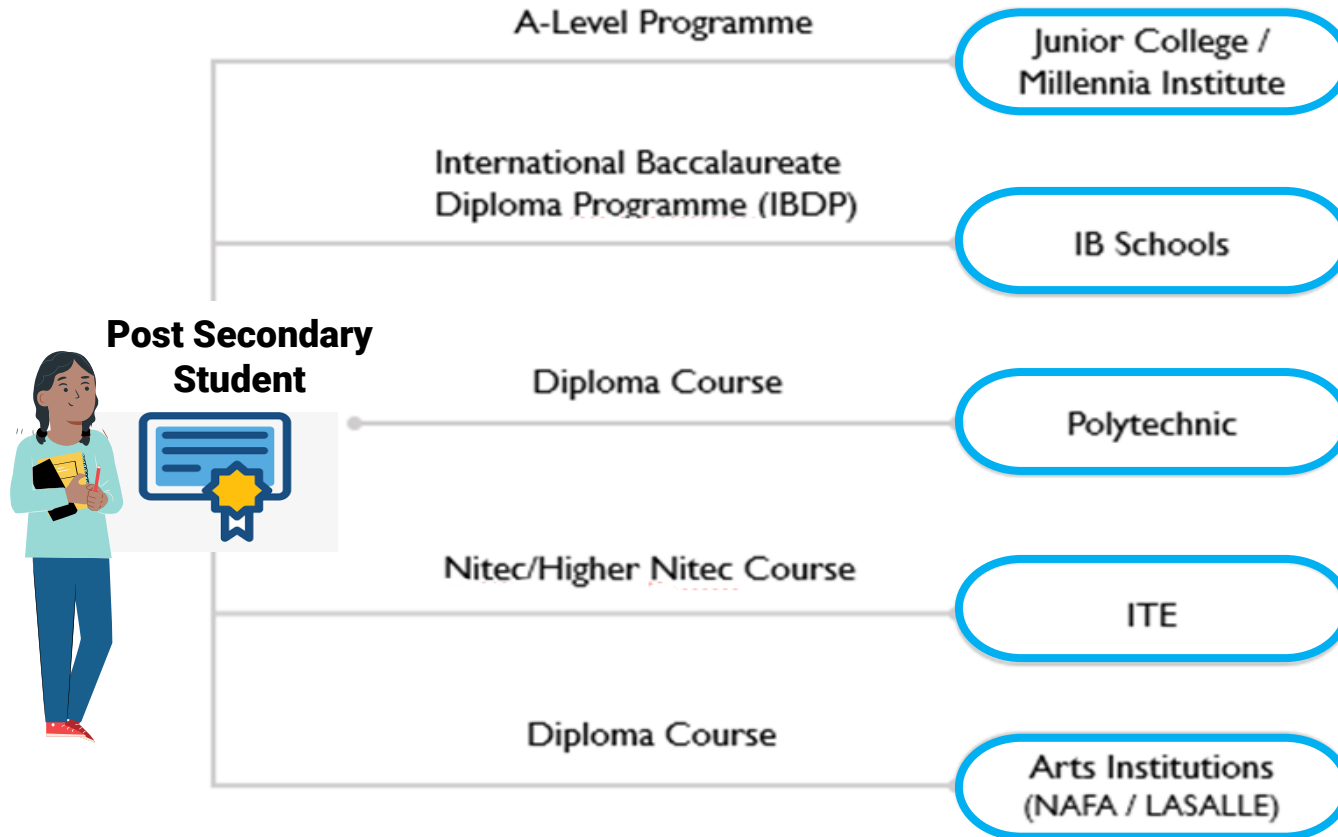 A-Level Programme
Junior College /
Millennia Institute
International Baccalaureate
Diploma Programme (IBDP)
IB Schools
Post Secondary
Student
Diploma Course
Polytechnic
Nitec/Higher Nitec Course
ITE
Diploma Course
Arts Institutions
(NAFA / LASALLE)